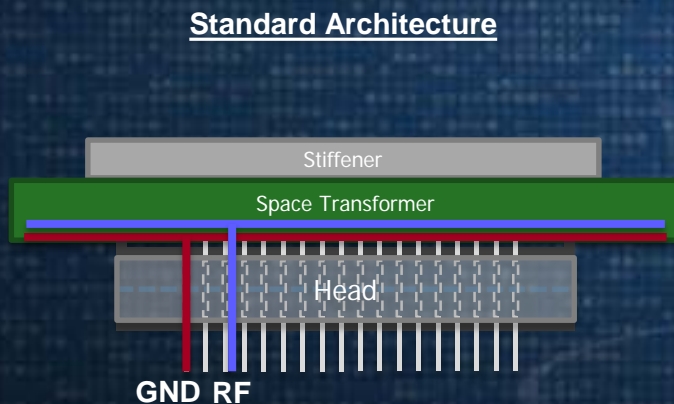 Standard Architecture
Stiffener
Space Transformer
Head
GND RF